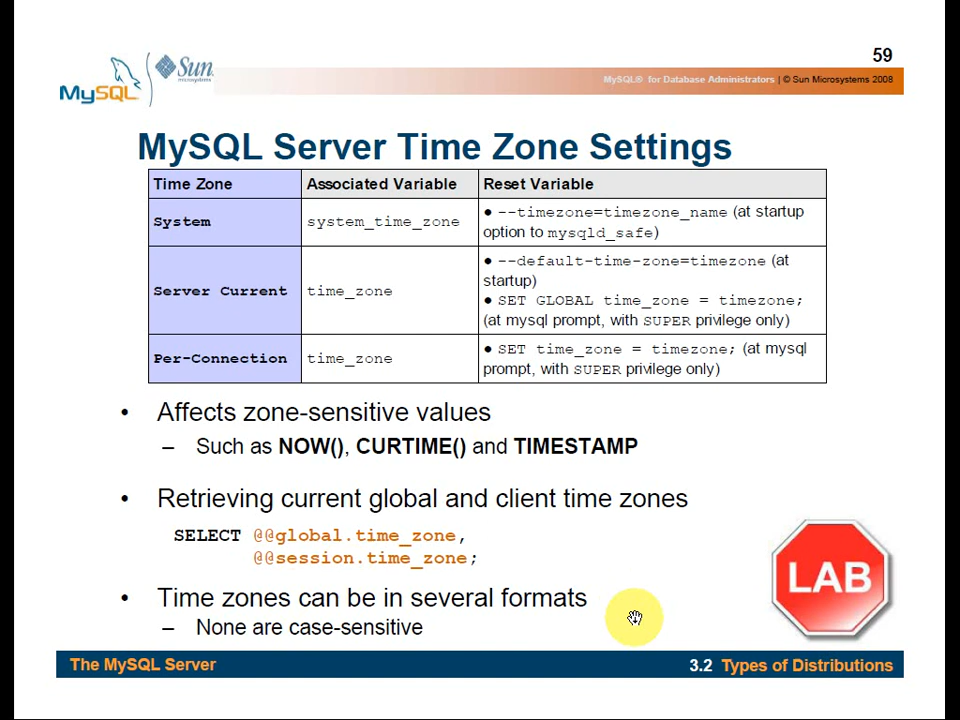 59
MySQL
Sun
microsystems
MySQL® for Database Administrators | © Sun Microsystems 2008
MySQL Server Time Zone Settings
Time Zone Associated Variable Reset Variable
System system_time_zone ● --timezone=timezone_name (at startup
option to mysqld_safe)
Server Current time_zone ● --default-time-zone=timezone (at
startup)
● SET GLOBAL time_zone = timezone;
(at mysql prompt, with SUPER privilege only)
Per-Connection time_zone ● SET time_zone = timezone; (at mysql
prompt, with SUPER privilege only)
• Affects zone-sensitive values
– Such as NOW(), CURTIME() and TIMESTAMP
• Retrieving current global and client time zones
SELECT @@global.time_zone,
@@session.time_zone;
LAB
• Time zones can be in several formats
– None are case-sensitive
The MySQL Server 3.2 Types of Distributions